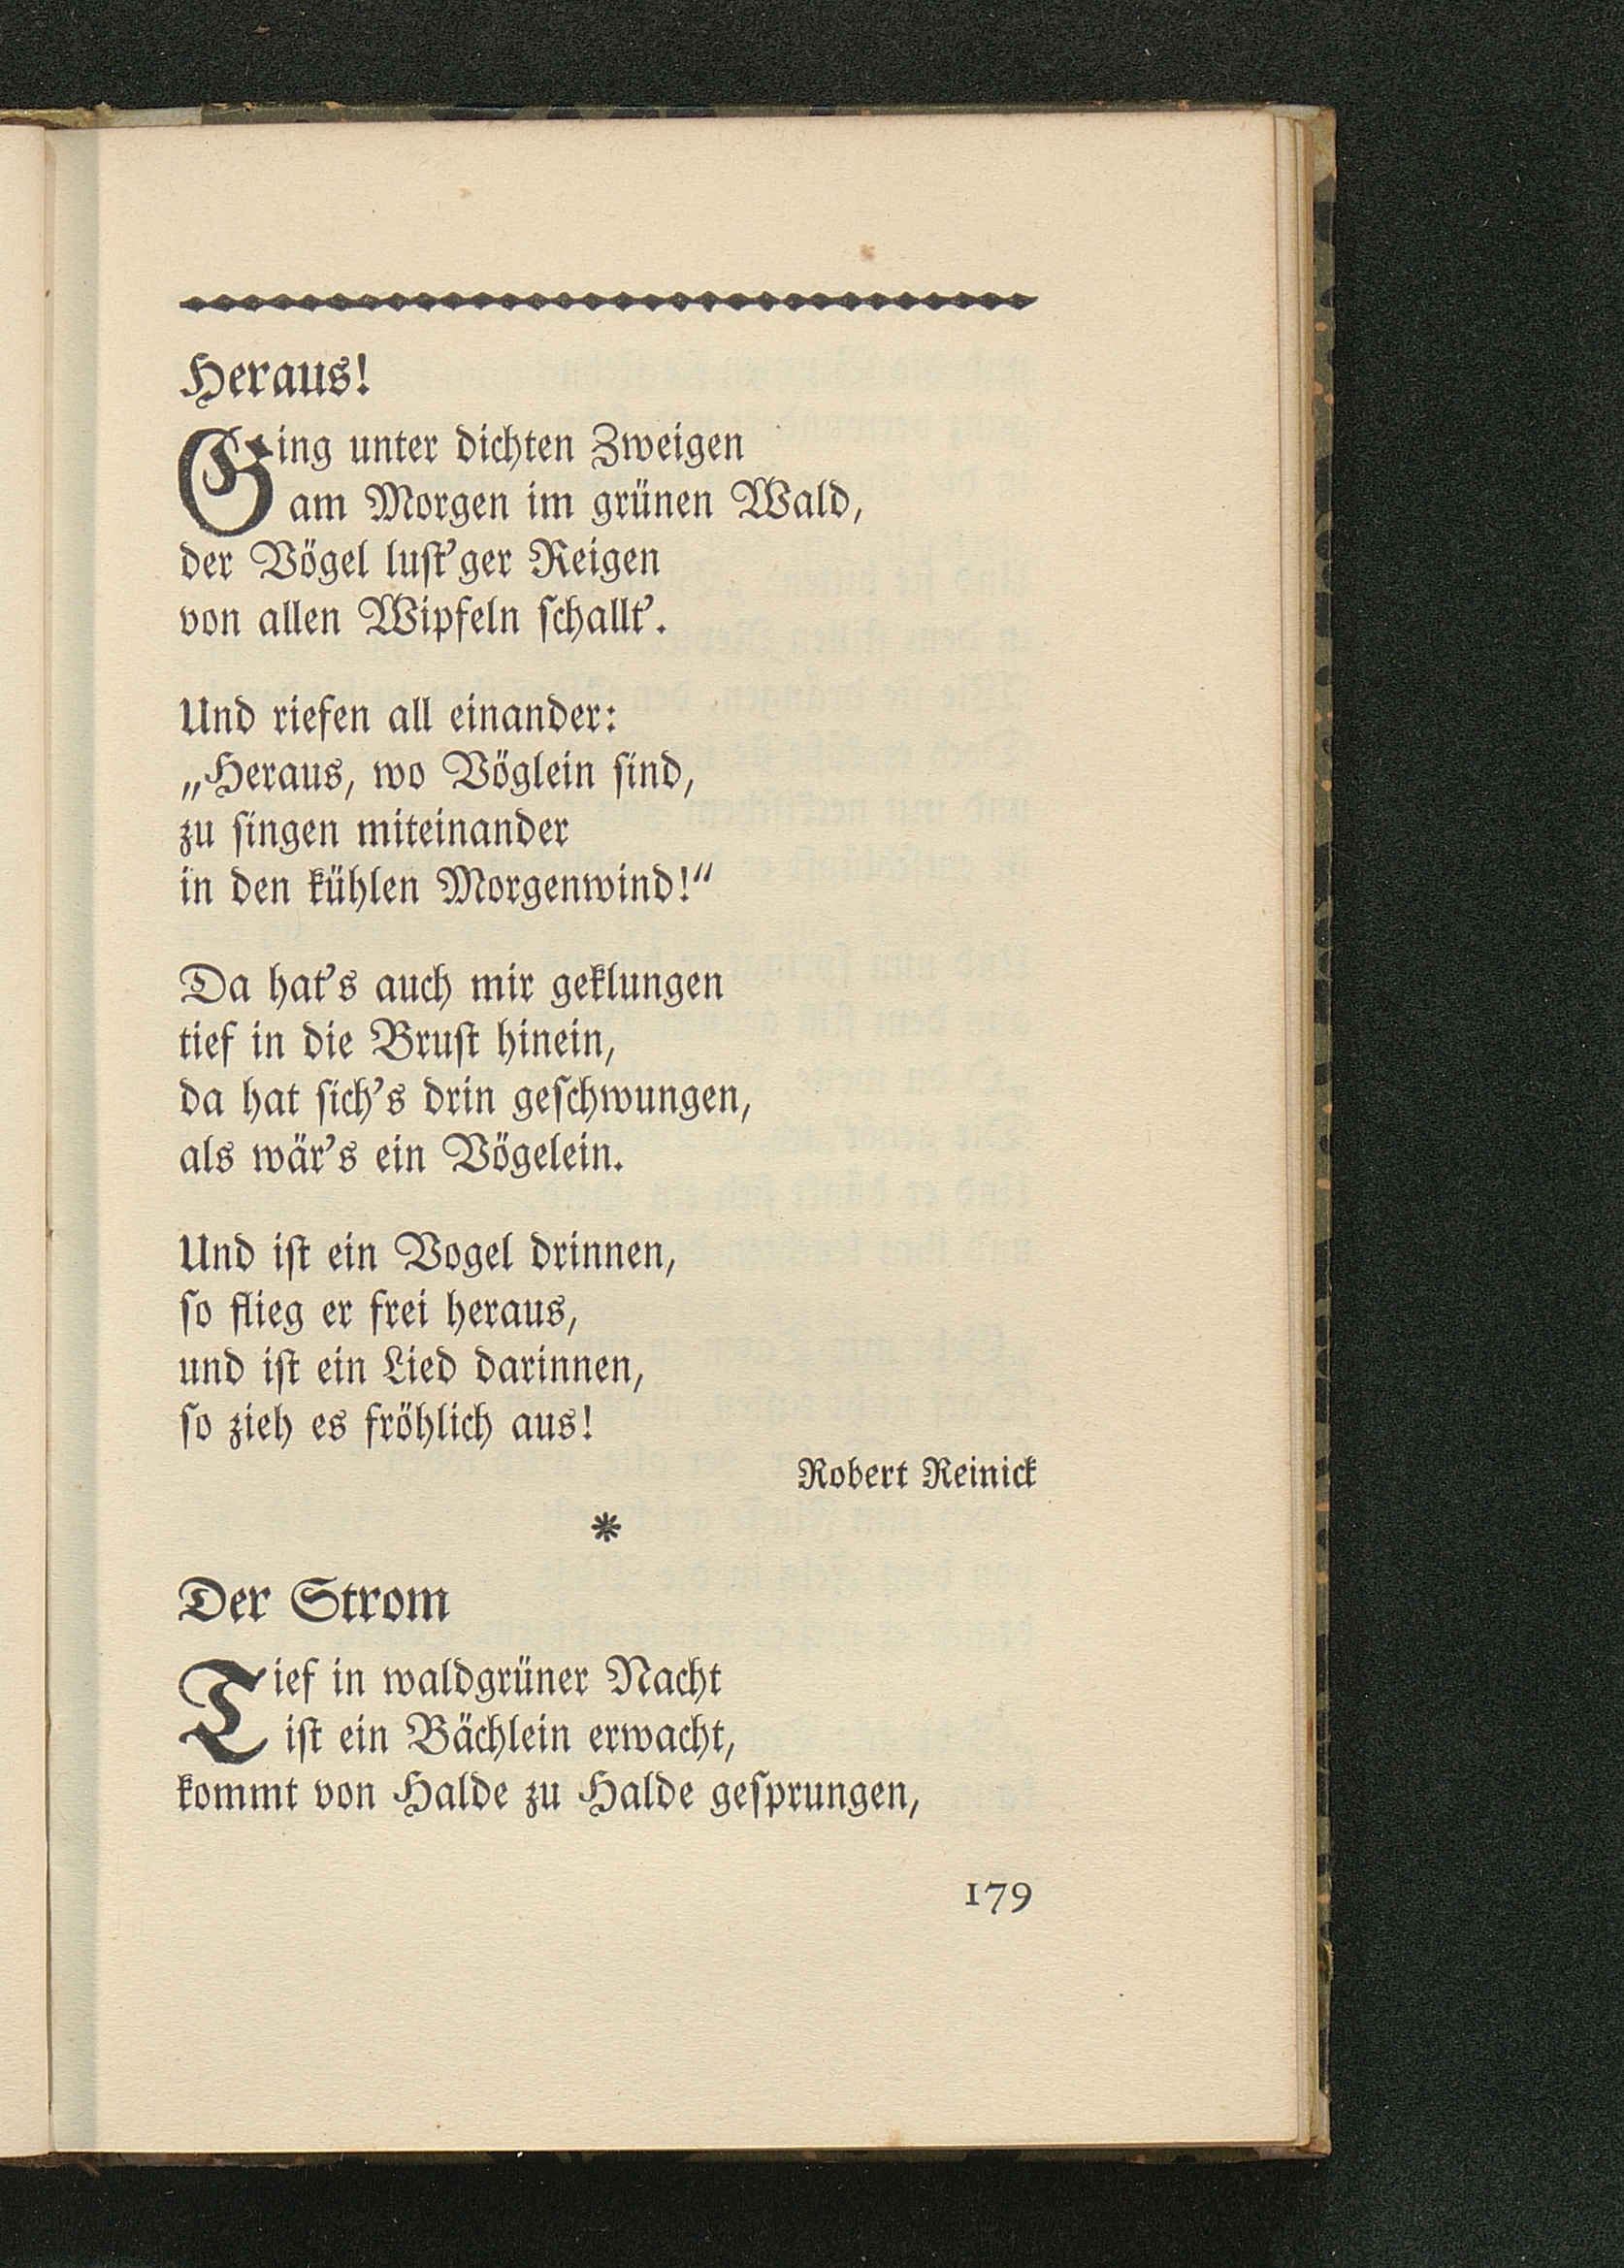 Heraus!
Ging unter dichten Zweigen
am Morgen im grünen Wald,
der Vögel luſt’ger Reigen
von allen Wipfeln ſchallt’.
Und riefen all einander:
„Heraus, wo Vöglein ſind,
zu ſingen miteinander
in den kühlen Morgenwind!“
Da hat’s auch mir geklungen
tief in die Bruſt hinein,
da hat ſich’s drin geſchwungen,
als wär’s ein Vögelein.
Und iſt ein Vogel drinnen,
ſo flieg er frei heraus,
und iſt ein Lied darinnen,
ſo zieh es fröhlich aus!
Robert Reinick
*
Der Strom
Tief in waldgrüner Nacht
iſt ein Bächlein erwacht,
kommt von Halde zu Halde geſprungen,
179